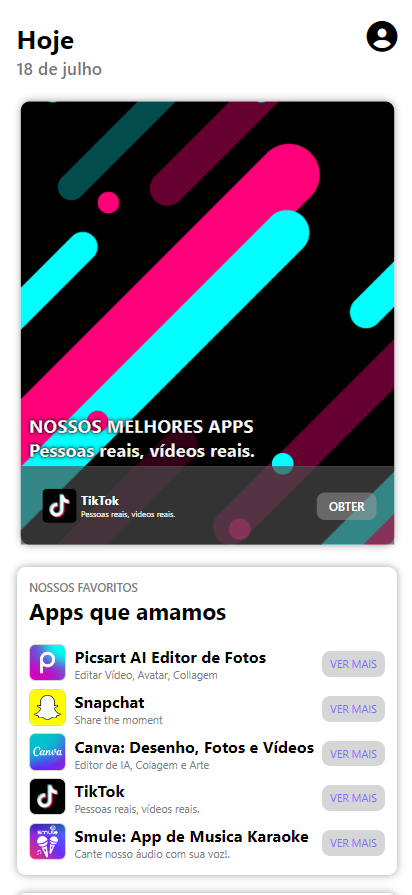 Hoje
18 de julho
NOSSOS MELHORES APPS
Pessoas reais, vídeos reais.
TikTok
Pessoas reais, videos reais.
OBTER
NOSSOS FAVORITOS
Apps que amamos
Picsart AI Editor de Fotos
Editar Vídeo, Avatar, Colagem
VER MAIS
Snapchat
Share the moment
VER MAIS
Canva
Canva: Desenho, Fotos e Vídeos
Editor de IA, Colagem e Arte
VER MAIS
TikTok
Pessoas reais, vídeos reais.
VER MAIS
SMULE
Smule: App de Musica Karaoke
Cante nosso áudio com sua voz!.
VER MAIS